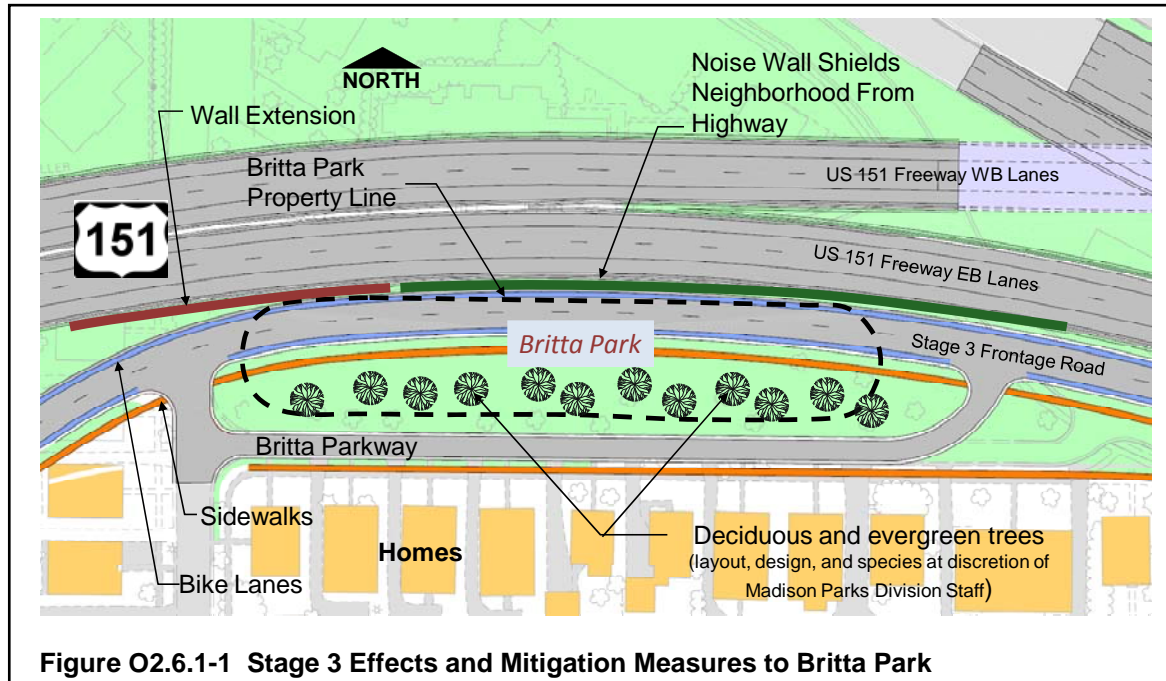 NORTH
Noise Wall Shields
Neighborhood From
Highway
Wall Extension
Britta Park
Property Line
US 151 Freeway WB Lanes
151
US 151 Freeway EB Lanes
Britta Park
Stage 3 Frontage Road
Britta Parkway
Sidewalks
Homes
Deciduous and evergreen trees
(layout, design, and species at discretion of
Madison Parks Division Staff)
Bike Lanes
Figure O2.6.1-1 Stage 3 Effects and Mitigation Measures to Britta Park